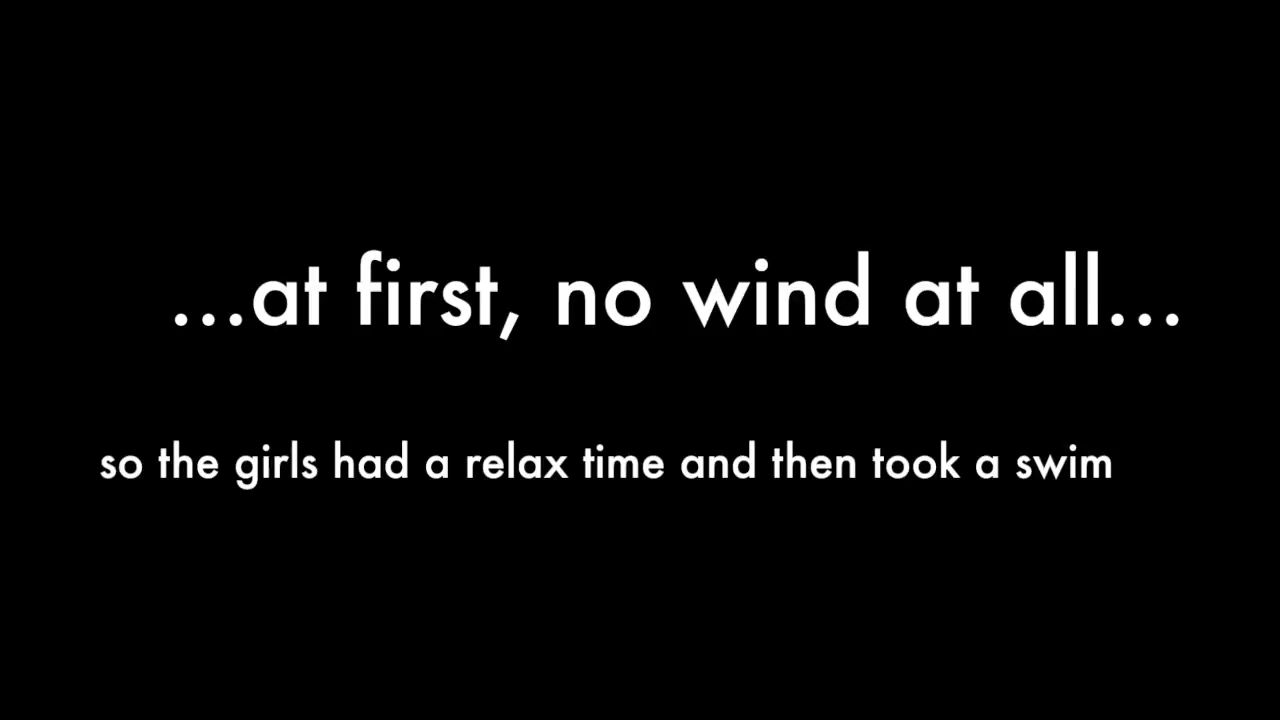 ...at first, no wind at all...
so the girls had a relax time and then took a swim